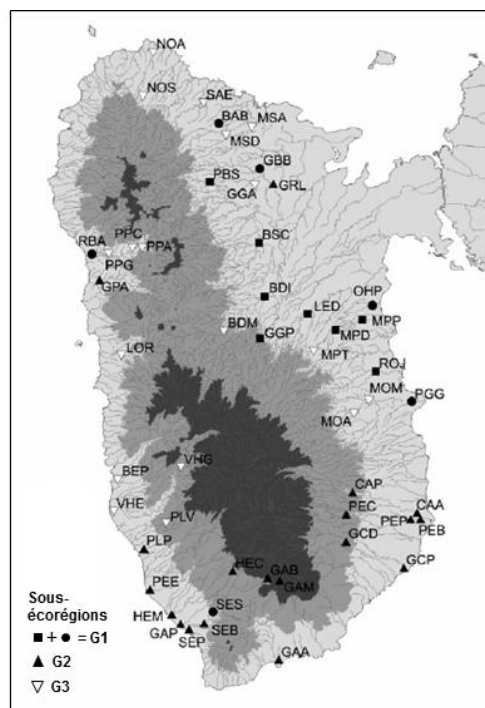 NOA
NOS
SAE
BAB
MSA
MSD
GBB
PBS
GGA
GRL
BSC
PPC
RBA
PPA
PPG
GPA
BDI
OHP
LED
MPP
BDM
MPD
GGP
LOR
MPT
ROJ
MOM
PGG
MOA
VHG
BEP
CAP
VHE
PEC
CAA
PEP
PEB
PLV
GCD
PLP
HEC
GAB
GCP
GAM
PEE
SES
HEM
GAP
SEB
SEP
GAA
Sous-
écorégions
+ = G1
G2
G3